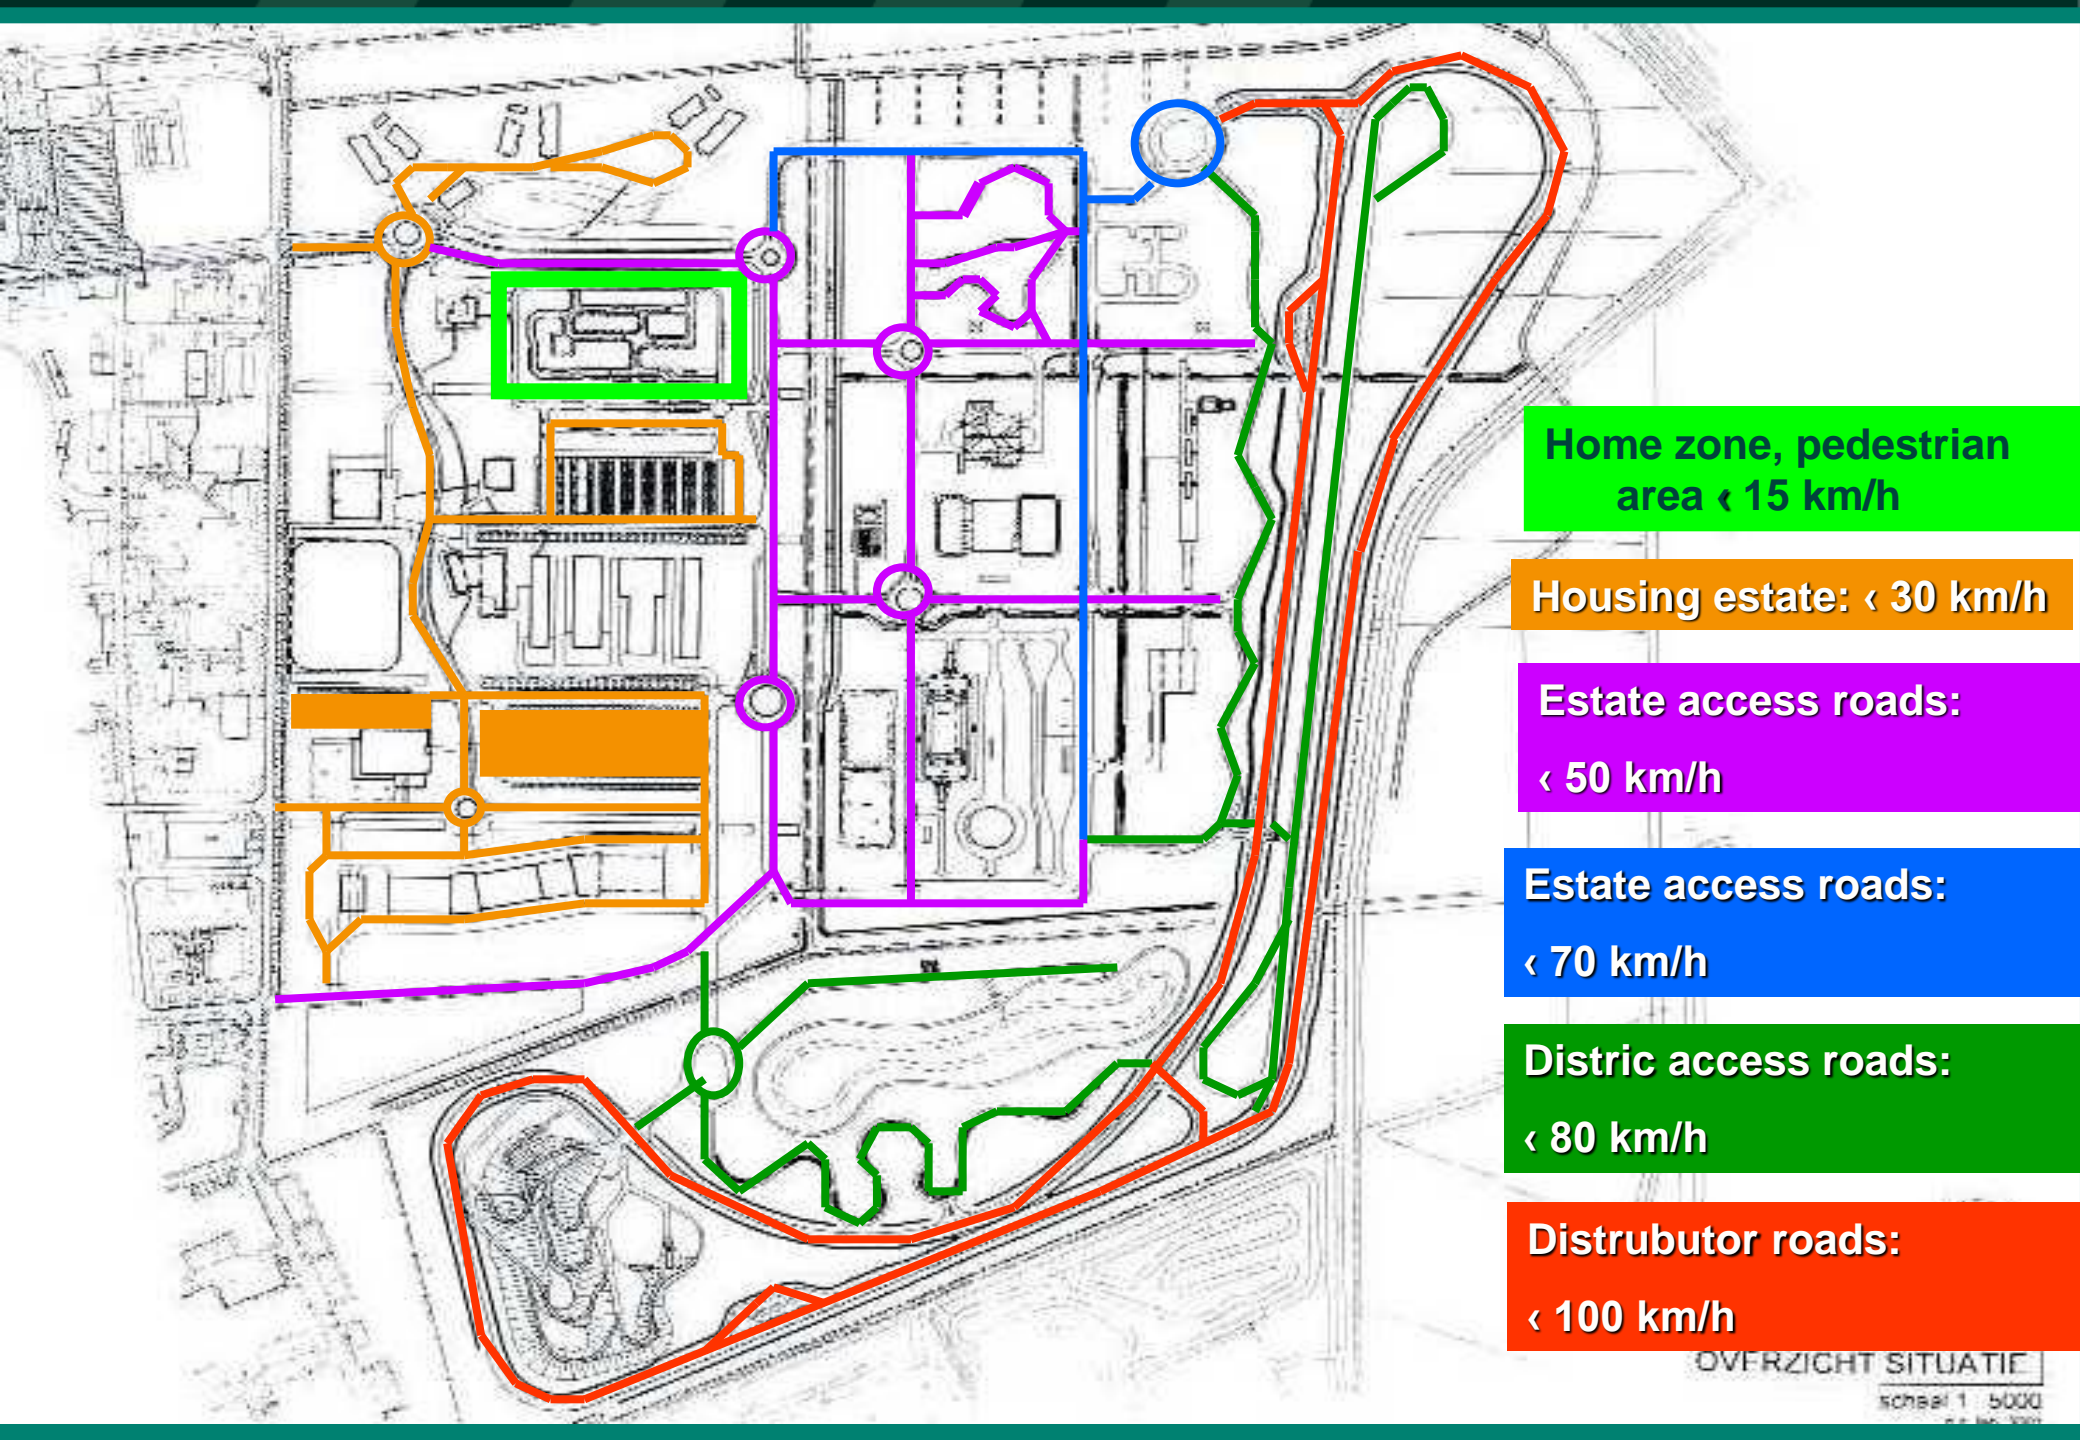 Home zone, pedestrian
area ‹ 15 km/h
Housing estate: ‹ 30 km/h
Estate access roads:
‹ 50 km/h
Estate access roads:
‹ 70 km/h
Distric access roads:
‹ 80 km/h
Distrubutor roads:
‹ 100 km/h
OVERZICHT SITUATIE
schaal 1 5000